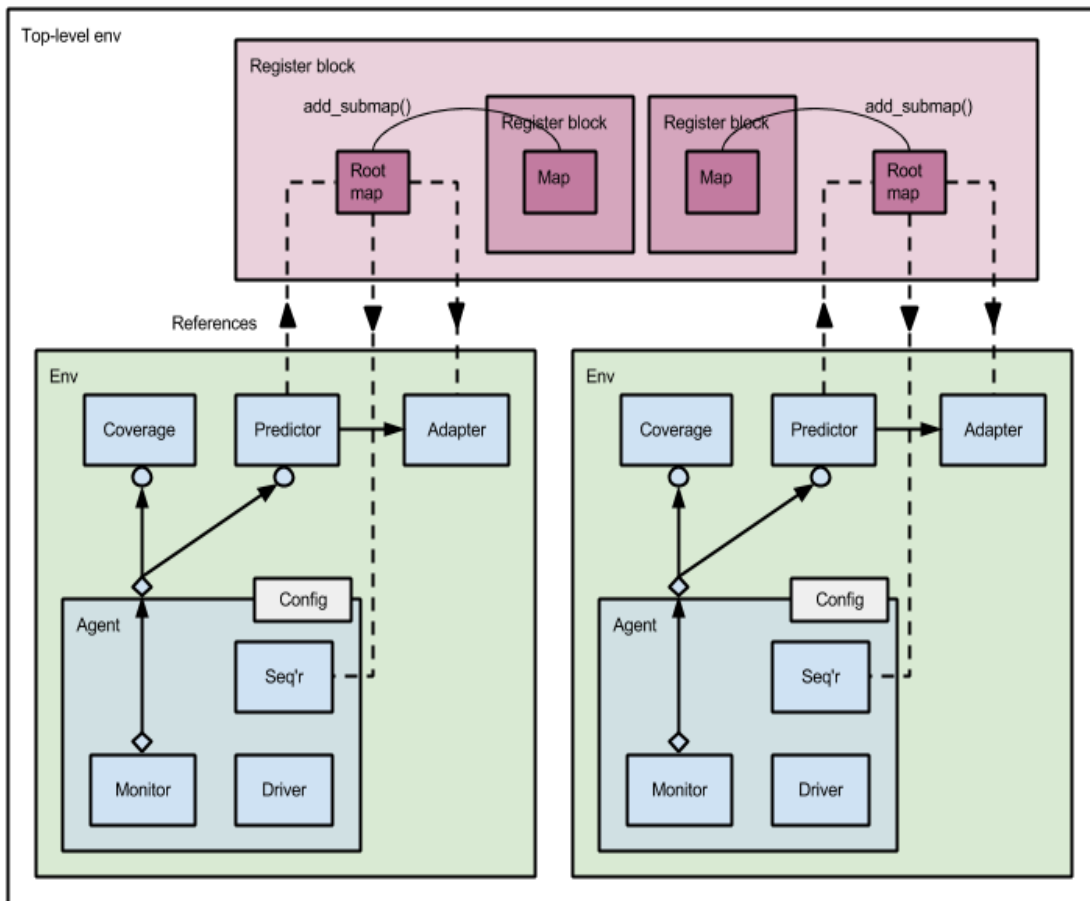 Top-level env
Register block
add_submap()
Register block
Register block
add_submap()
Root
map
Map
Map
Root
map
References
Env
Coverage
Predictor
Adapter
Config
Agent
Seq'r
Monitor
Driver
Env
Coverage
Predictor
Adapter
Config
Agent
Seq'r
Monitor
Driver